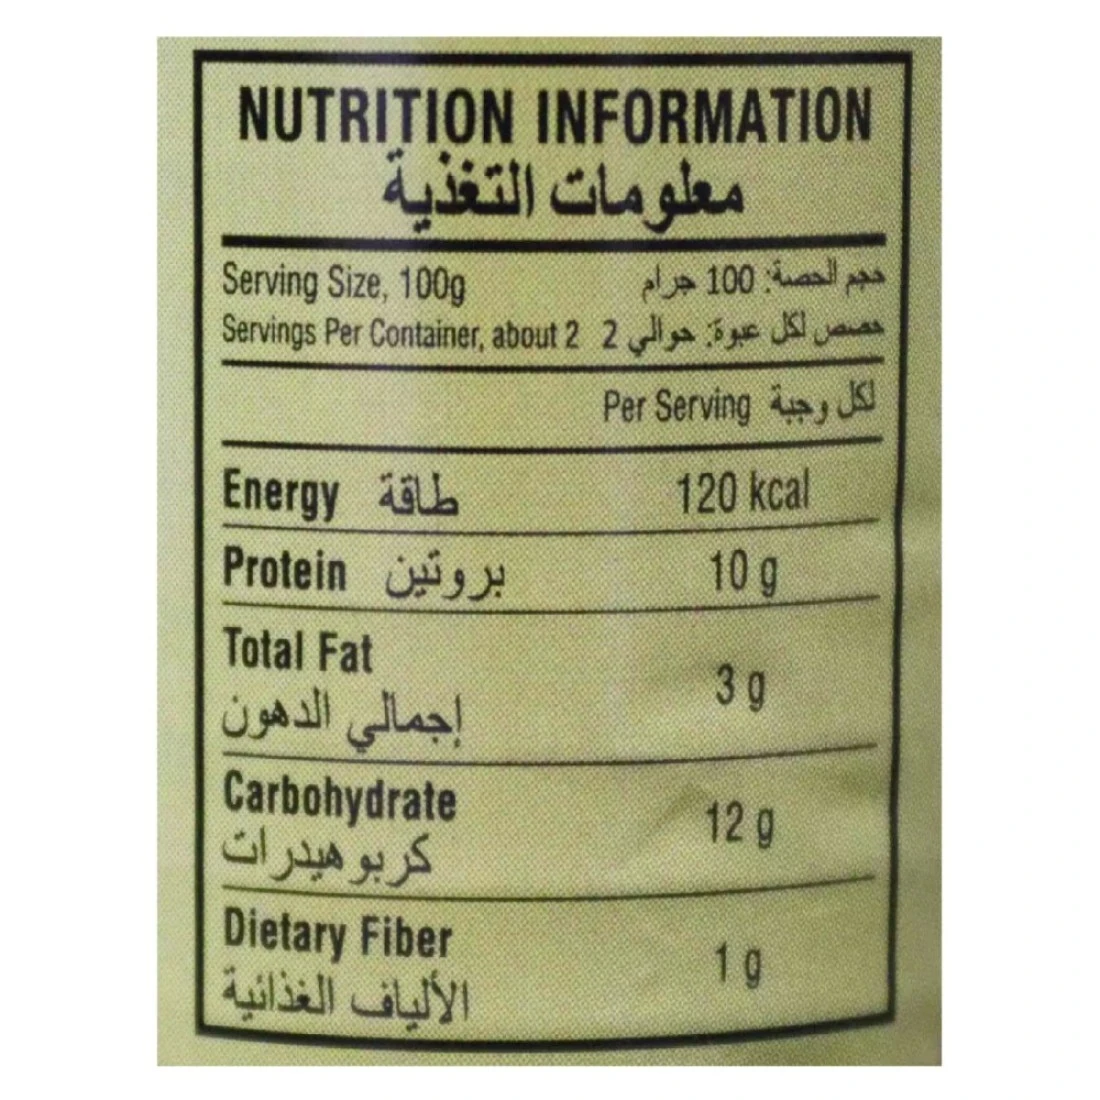 NUTRITION INFORMATION
معلومات التغذية
Serving Size, 100g حجم الحصة: 100 جرام
Servings Per Container, about 2 حصص لكل عبوة: حوالي 2
Per Serving لكل وجبة
Energy طاقة 120 kcal
Protein بروتين 10 g
Total Fat
إجمالي الدهون 3 g
Carbohydrate
كربوهيدرات 12 g
Dietary Fiber
الألياف الغذائية 1 g